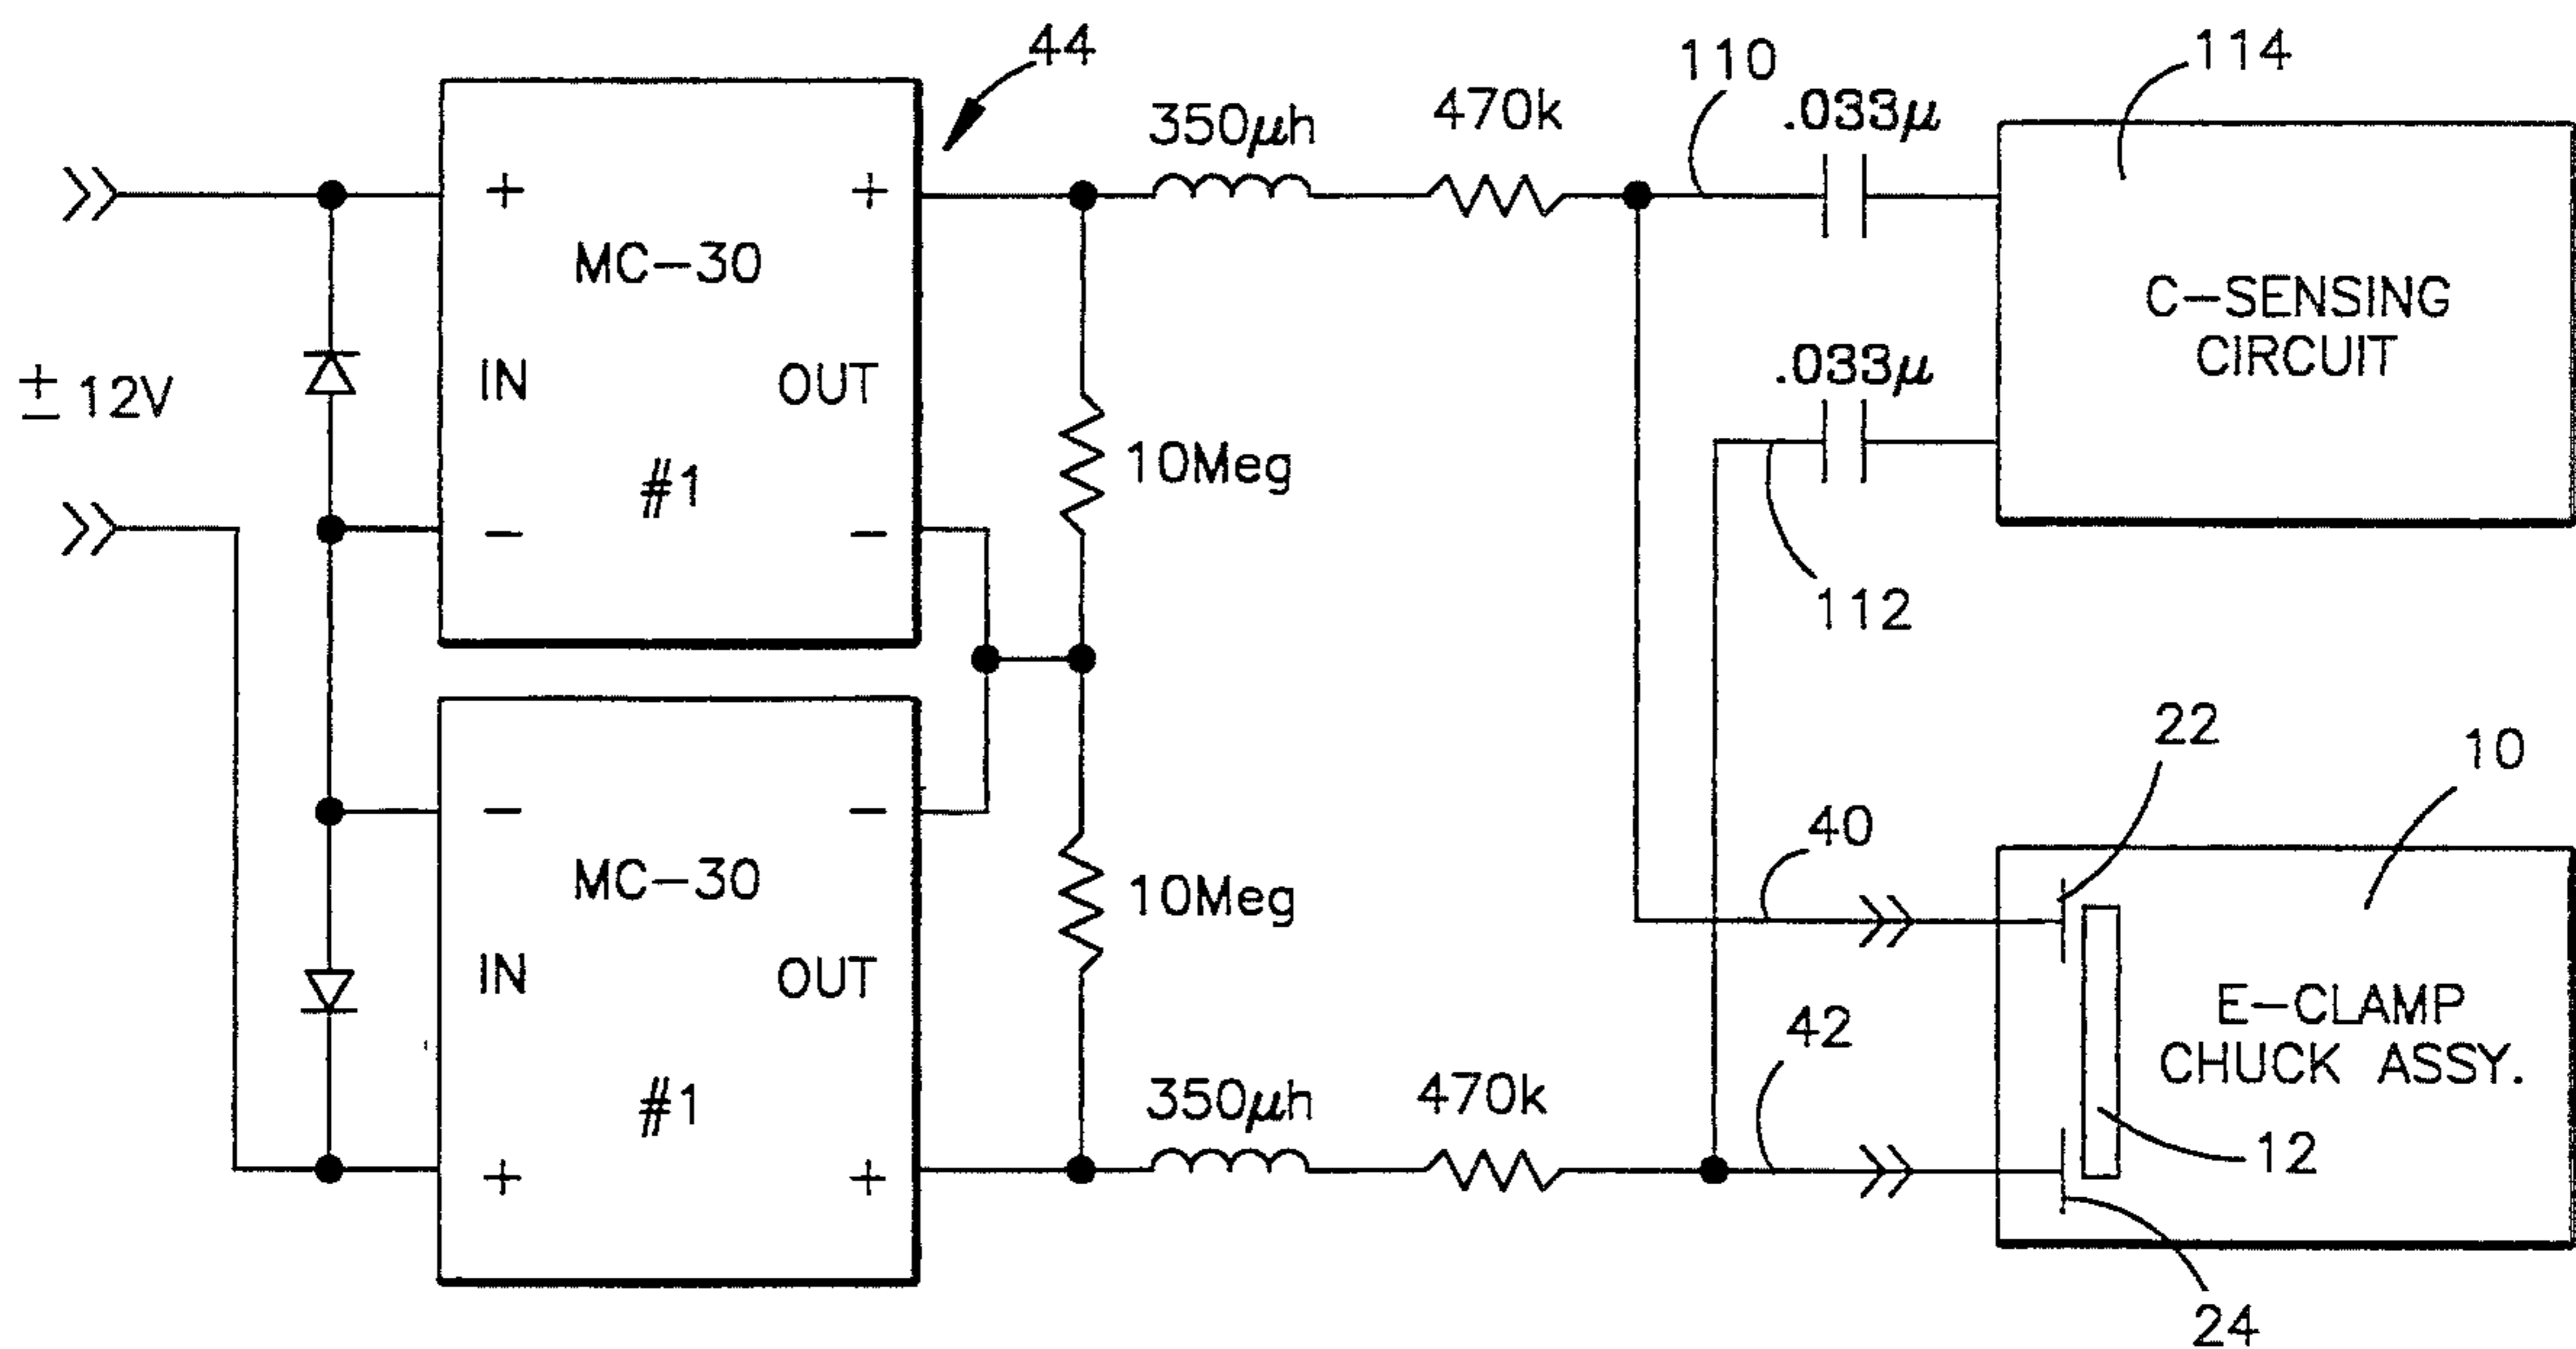 44
110
114
350μh
470k
.033μ
+
+
MC-30
C-SENSING
CIRCUIT
± 12V
IN
OUT
.033μ
10Meg
#1
-
-
112
22
10
-
-
40
MC-30
10Meg
IN
OUT
E-CLAMP
CHUCK ASSY.
42
350μh
470k
#1
12
+
+
24